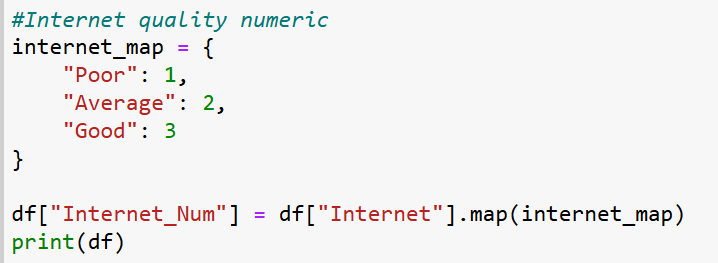 #Internet quality numeric
internet_map = {
    "Poor": 1,
    "Average": 2,
    "Good": 3
}
df["Internet_Num"] = df["Internet"].map(internet_map)
print(df)